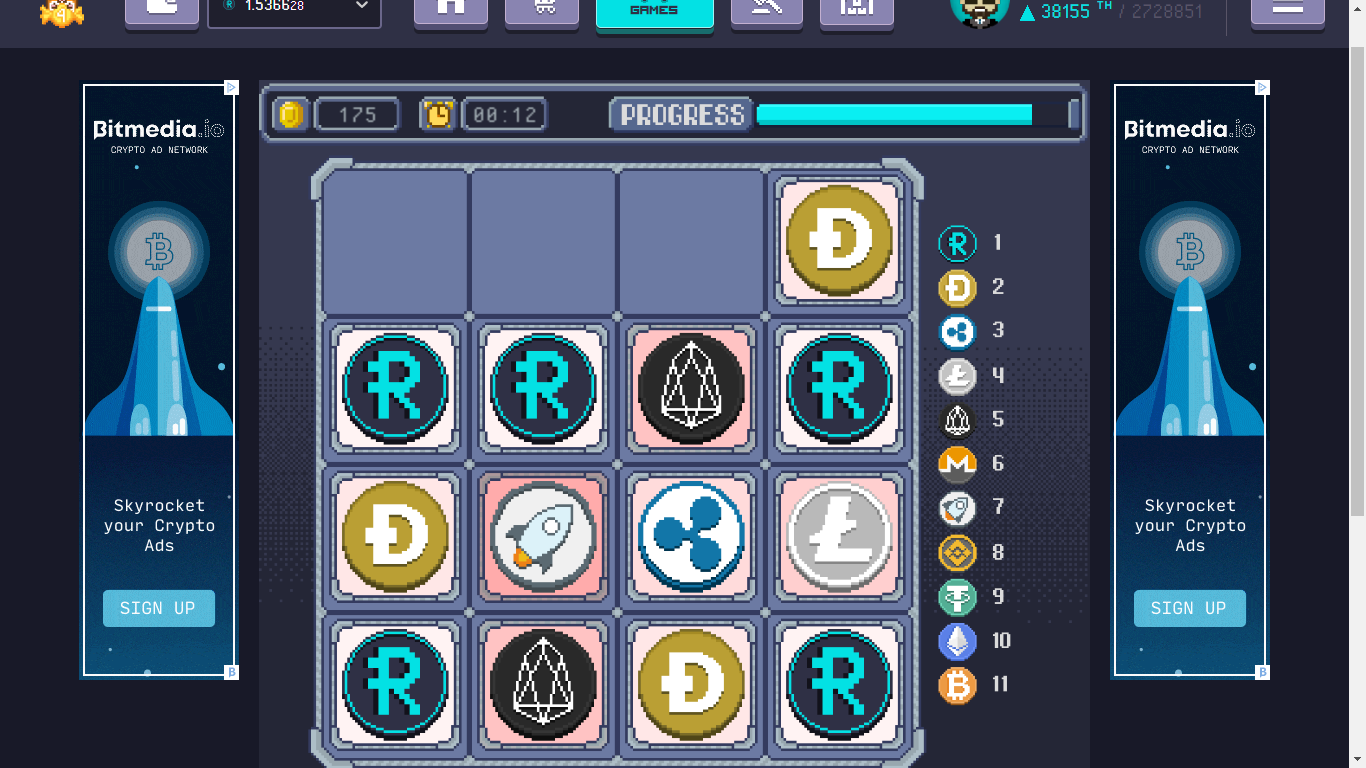 1.536628
GAMES
38155 TH / 2728851
Bitmedia.io
CRYPTO AD NETWORK
Skyrocket
your Crypto
Ads
SIGN UP
175
00:12
PROGRESS
1
2
3
4
5
6
7
8
9
10
11
Bitmedia.io
CRYPTO AD NETWORK
Skyrocket
your Crypto
Ads
SIGN UP